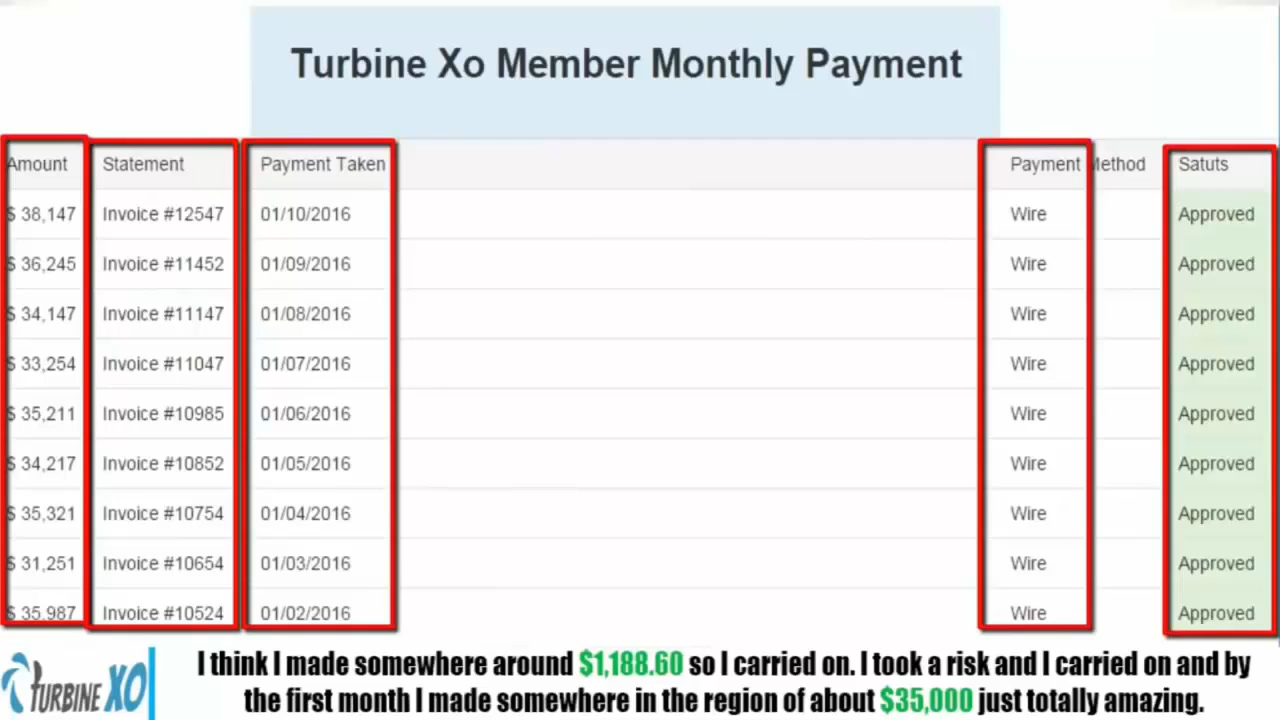 Turbine Xo Member Monthly Payment
Amount Statement Payment Taken Payment Method Satuts
$ 38,147 Invoice #12547 01/10/2016 Wire Approved
$ 36,245 Invoice #11452 01/09/2016 Wire Approved
$ 34,147 Invoice #11147 01/08/2016 Wire Approved
$ 33,254 Invoice #11047 01/07/2016 Wire Approved
$ 35,211 Invoice #10985 01/06/2016 Wire Approved
$ 34,217 Invoice #10852 01/05/2016 Wire Approved
$ 35,321 Invoice #10754 01/04/2016 Wire Approved
$ 31,251 Invoice #10654 01/03/2016 Wire Approved
$ 35,987 Invoice #10524 01/02/2016 Wire Approved
TURBINE XO
I think I made somewhere around $1,188.60 so I carried on. I took a risk and I carried on and by
the first month I made somewhere in the region of about $35,000 just totally amazing.